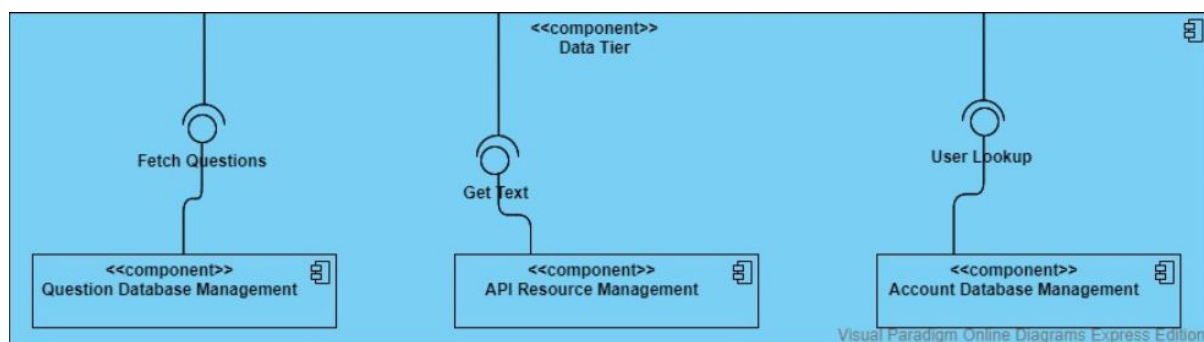 <<component>>
Data Tier
Fetch Questions
Get Text
User Lookup
<<component>>
Question Database Management
<<component>>
API Resource Management
<<component>>
Account Database Management
Visual Paradigm Online Diagrams Express Edition